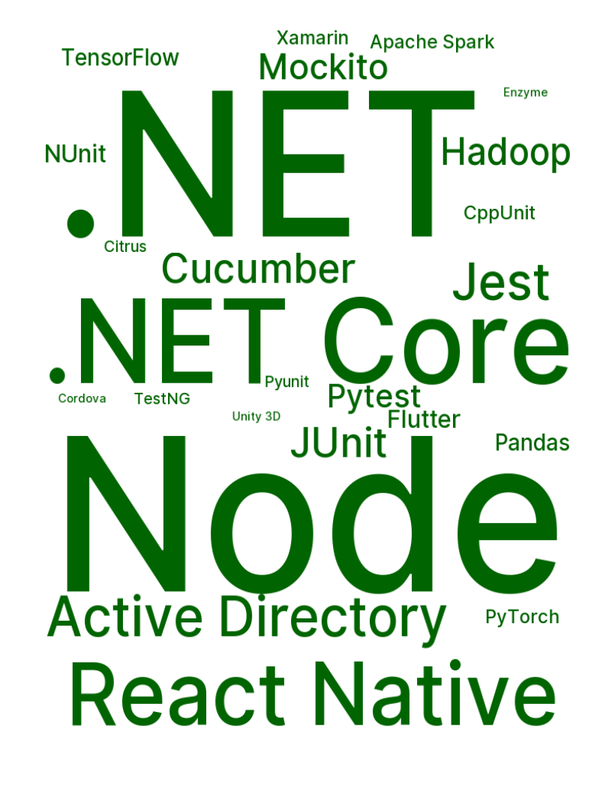 Xamarin
Apache Spark
TensorFlow
Mockito
Enzyme
.NET
NUnit
Hadoop
CppUnit
Citrus
Cucumber
Jest
.NET Core
Pyunit
Cordova
TestNG
Pytest
Unity 3D
Flutter
JUnit
Pandas
Node
Active Directory
PyTorch
React Native